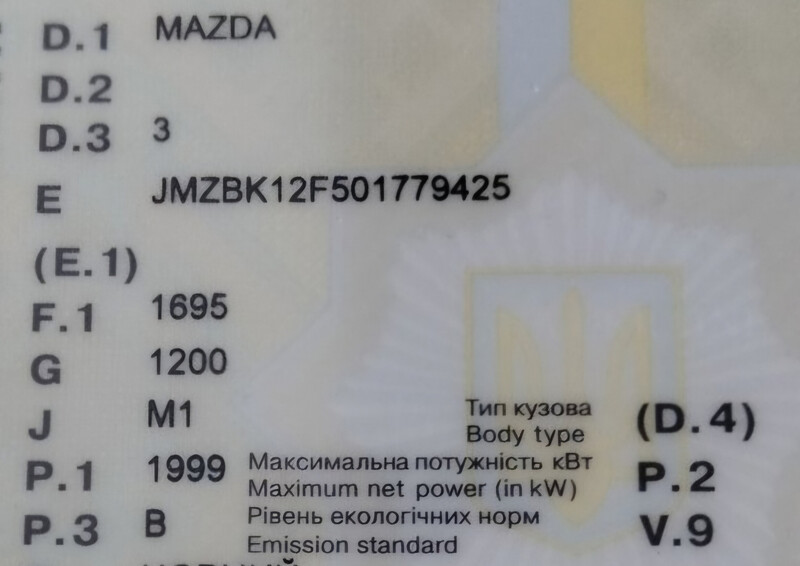 D.1 MAZDA
D.2
D.3 3
E JMZBK12F501779425
(E.1)
F.1 1695
G 1200
J M1 Тип кузова (D.4)
Body type
P.1 1999 Максимальна потужність кВт P.2
Maximum net power (in kW)
P.3 B Рівень екологічних норм V.9
Emission standard